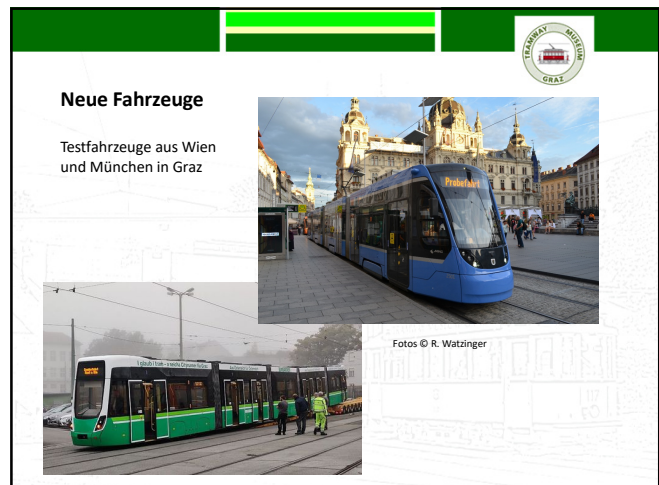 TRAMWAY MUSEUM
GRAZ
Neue Fahrzeuge
Testfahrzeuge aus Wien
und München in Graz
Probefahrt
Fotos © R. Watzinger